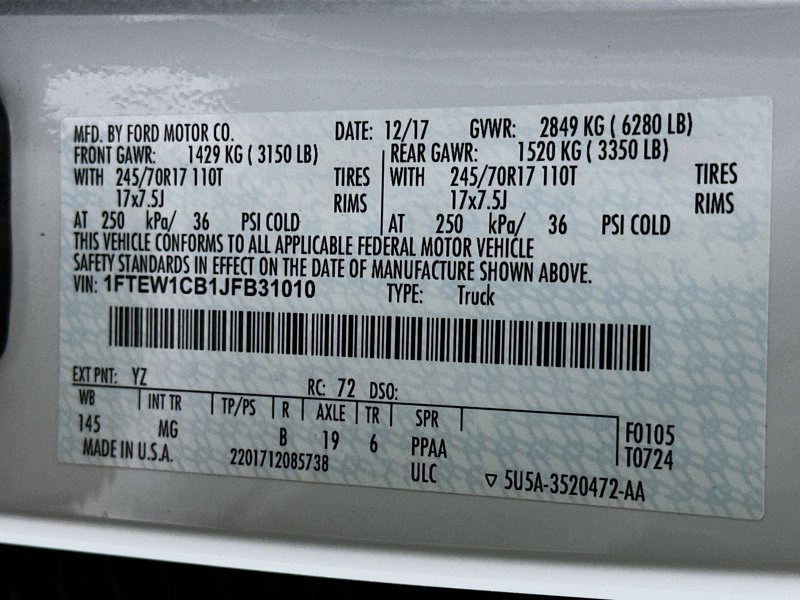 MFD. BY FORD MOTOR CO. DATE: 12/17 GVWR: 2849 KG ( 6280 LB)
FRONT GAWR: 1429 KG ( 3150 LB) REAR GAWR: 1520 KG ( 3350 LB)
WITH 245/70R17 110T TIRES WITH 245/70R17 110T TIRES
17x7.5J RIMS 17x7.5J RIMS
AT 250 kPa/ 36 PSI COLD AT 250 kPa/ 36 PSI COLD
THIS VEHICLE CONFORMS TO ALL APPLICABLE FEDERAL MOTOR VEHICLE
SAFETY STANDARDS IN EFFECT ON THE DATE OF MANUFACTURE SHOWN ABOVE.
VIN: 1FTEW1CB1JFB31010 TYPE: Truck
EXT PNT: YZ RC: 72 DSO:
WB INT TR TP/PS R AXLE TR SPR
145 MG B 19 6 PPAA F0105
MADE IN U.S.A. 2201712085738 ULC T0724
5U5A-3520472-AA